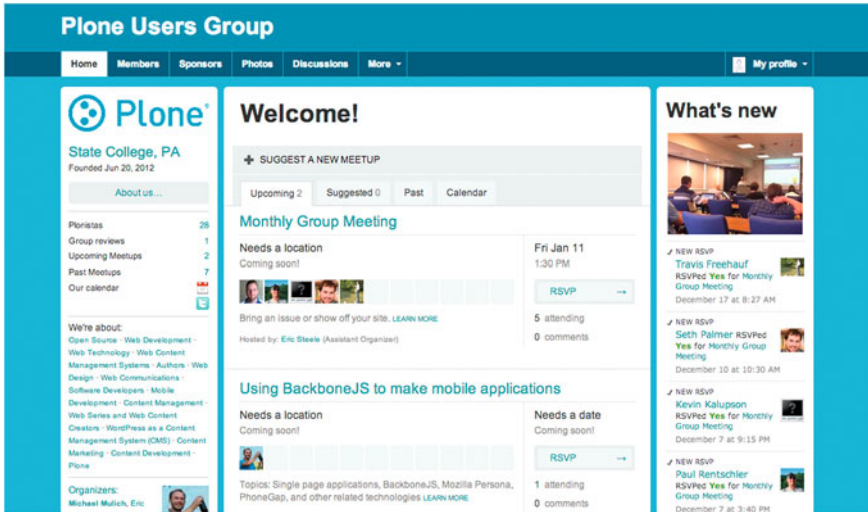 Plone Users Group
Home Members Sponsors Photos Discussions More
My profile
Plone
State College, PA
Founded Jun 20, 2012
About us...
Ploristas 28
Group reviews 1
Upcoming Meetups 2
Past Meetups 7
Our calendar
We're about:
Open Source · Web Development ·
Web Technology · Web Content
Management Systems · Authors · Web
Design · Web Communications ·
Software Developers · Mobile
Development · Content Management ·
Web Series and Web Content
Creators · WordPress as a Content
Management System (CMS) · Content
Marketing · Content Development ·
Plone
Organizers:
Michael Mulich, Eric
Welcome!
SUGGEST A NEW MEETUP
Upcoming 2 Suggested 0 Past Calendar
Monthly Group Meeting
Needs a location
Coming soon!
Fri Jan 11
1:30 PM
RSVP →
Bring an issue or show off your site. LEARN MORE
Hosted by: Eric Steele (Assistant Organizer)
5 attending
0 comments
Using BackboneJS to make mobile applications
Needs a location
Coming soon!
Needs a date
Coming soon!
RSVP →
Topics: Single page applications, BackboneJS, Mozilla Persona,
PhoneGap, and other related technologies LEARN MORE
1 attending
0 comments
What's new
NEW RSVP
Travis Freehauf
RSVPed Yes for Monthly
Group Meeting
December 17 at 8:27 AM
NEW RSVP
Seth Palmer RSVPed
Yes for Monthly Group
Meeting
December 10 at 10:30 AM
NEW RSVP
Kevin Kalupson
RSVPed Yes for Monthly
Group Meeting
December 7 at 9:15 PM
NEW RSVP
Paul Rentschler
RSVPed Yes for Monthly
Group Meeting
December 7 at 3:40 PM